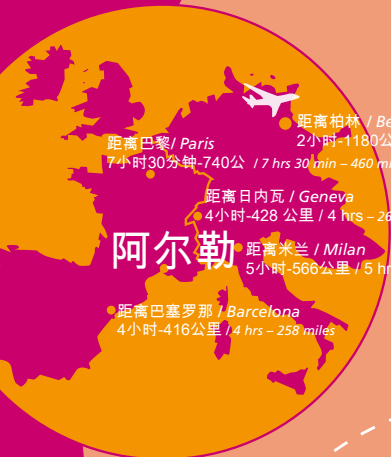 距离柏林 / Be
2小时-1180公
距离巴黎/ Paris
7小时30分钟-740公 / 7 hrs 30 min – 460 mi
距离日内瓦 / Geneva
4小时-428 公里 / 4 hrs – 26
阿尔勒
距离米兰 / Milan
5小时-566公里 / 5 hr
距离巴塞罗那 / Barcelona
4小时-416公里 / 4 hrs – 258 miles